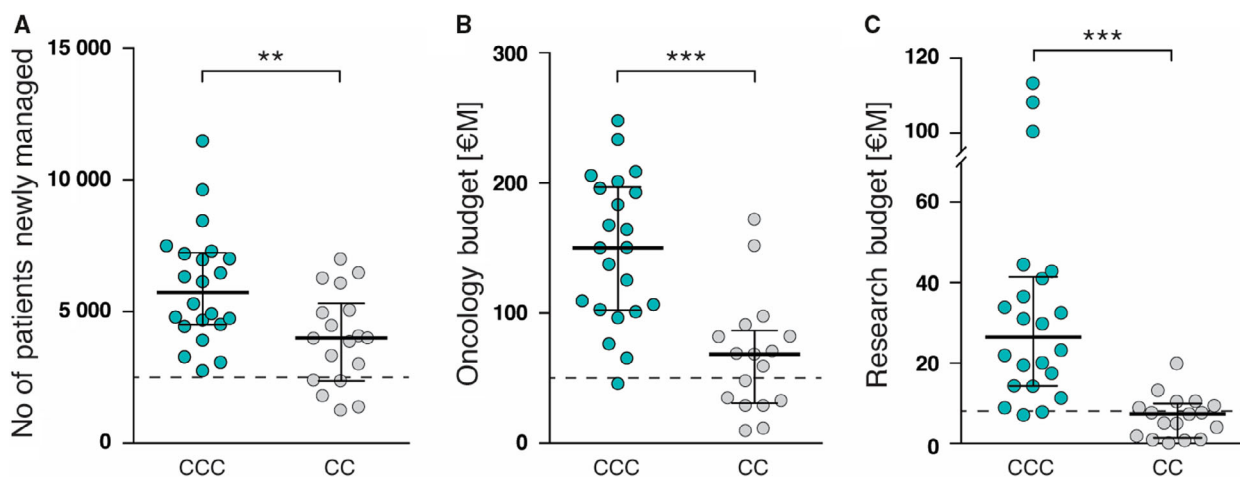 A
No of patients newly managed
15 000
10 000
5 000
0
**
CCC
CC
B
Oncology budget [€M]
300
200
100
0
***
CCC
CC
C
Research budget [€M]
120
100
60
40
20
0
***
CCC
CC